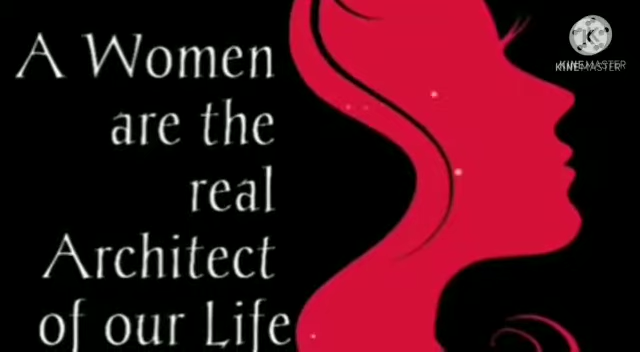 A Women
are the
real
Architect
of our Life
K
KINEMASTER